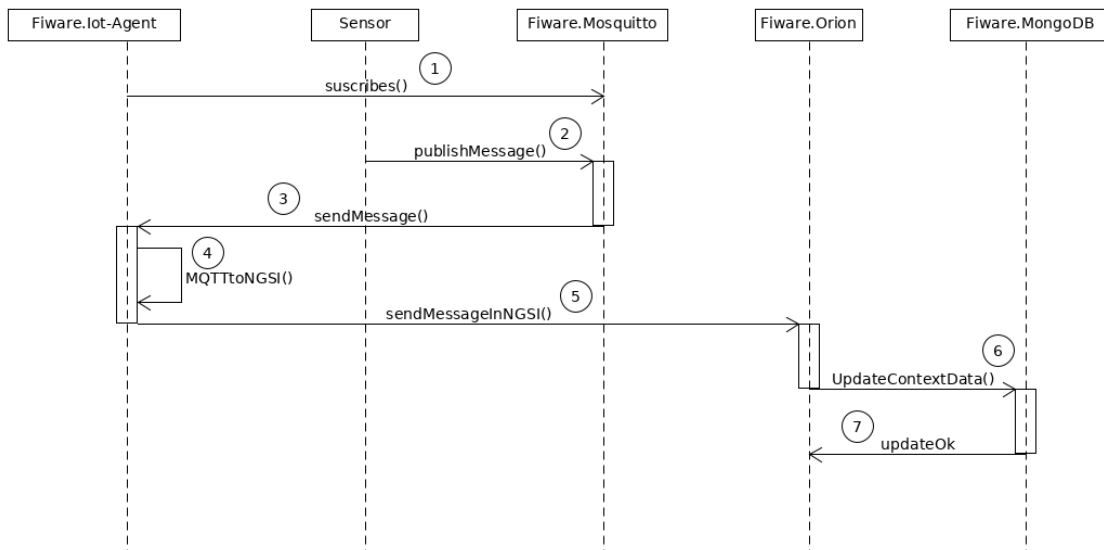 Fiware.Iot-Agent
Sensor
Fiware.Mosquitto
Fiware.Orion
Fiware.MongoDB
1
suscribes()
2
publishMessage()
3
sendMessage()
4
MQTTtoNGSI()
5
sendMessageInNGSI()
6
UpdateContextData()
7
updateOk